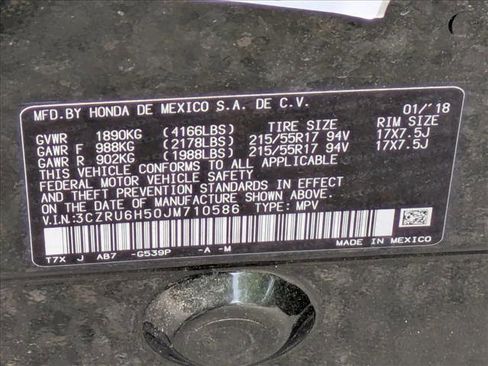 MFD.BY HONDA DE MEXICO S.A. DE C.V. 01/'18
GVWR 1890KG (4166LBS) TIRE SIZE RIM SIZE
GAWR F 988KG (2178LBS) 215/55R17 94V 17X7.5J
GAWR R 902KG (1988LBS) 215/55R17 94V 17X7.5J
THIS VEHICLE CONFORMS TO ALL APPLICABLE
FEDERAL MOTOR VEHICLE SAFETY
AND THEFT PREVENTION STANDARDS IN EFFECT
ON THE DATE OF MANUFACTURE SHOWN ABOVE.
V.I.N:3CZRU6H50JM710586 TYPE: MPV
T7X J AB7 -G539P -A -M MADE IN MEXICO